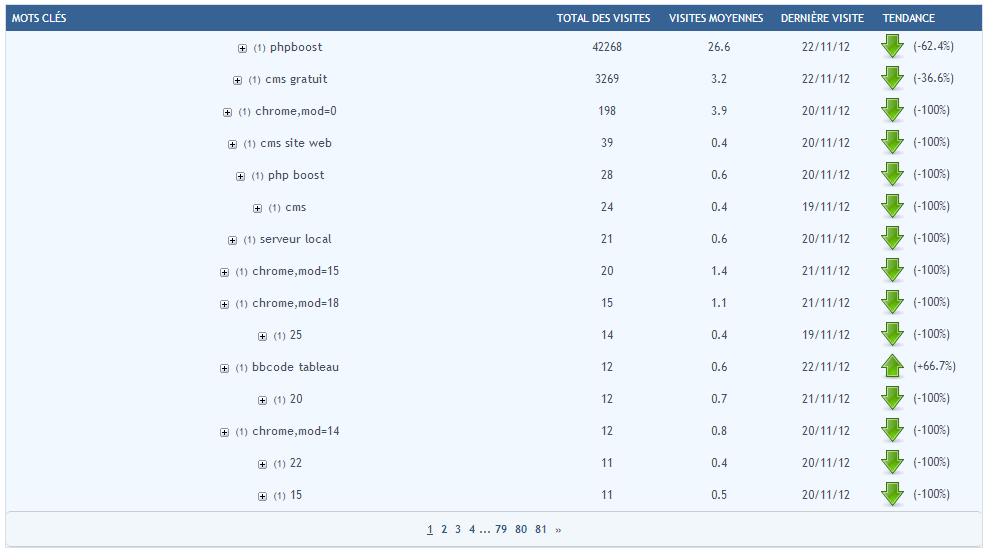 MOTS CLÉS TOTAL DES VISITES VISITES MOYENNES DERNIÈRE VISITE TENDANCE
(1) phpboost 42268 26.6 22/11/12 (-62.4%)
(1) cms gratuit 3269 3.2 22/11/12 (-36.6%)
(1) chrome,mod=0 198 3.9 20/11/12 (-100%)
(1) cms site web 39 0.4 20/11/12 (-100%)
(1) php boost 28 0.6 20/11/12 (-100%)
(1) cms 24 0.4 19/11/12 (-100%)
(1) serveur local 21 0.6 20/11/12 (-100%)
(1) chrome,mod=15 20 1.4 21/11/12 (-100%)
(1) chrome,mod=18 15 1.1 21/11/12 (-100%)
(1) 25 14 0.4 19/11/12 (-100%)
(1) bbcode tableau 12 0.6 22/11/12 (+66.7%)
(1) 20 12 0.7 21/11/12 (-100%)
(1) chrome,mod=14 12 0.8 20/11/12 (-100%)
(1) 22 11 0.4 20/11/12 (-100%)
(1) 15 11 0.5 20/11/12 (-100%)
1 2 3 4 ... 79 80 81 »